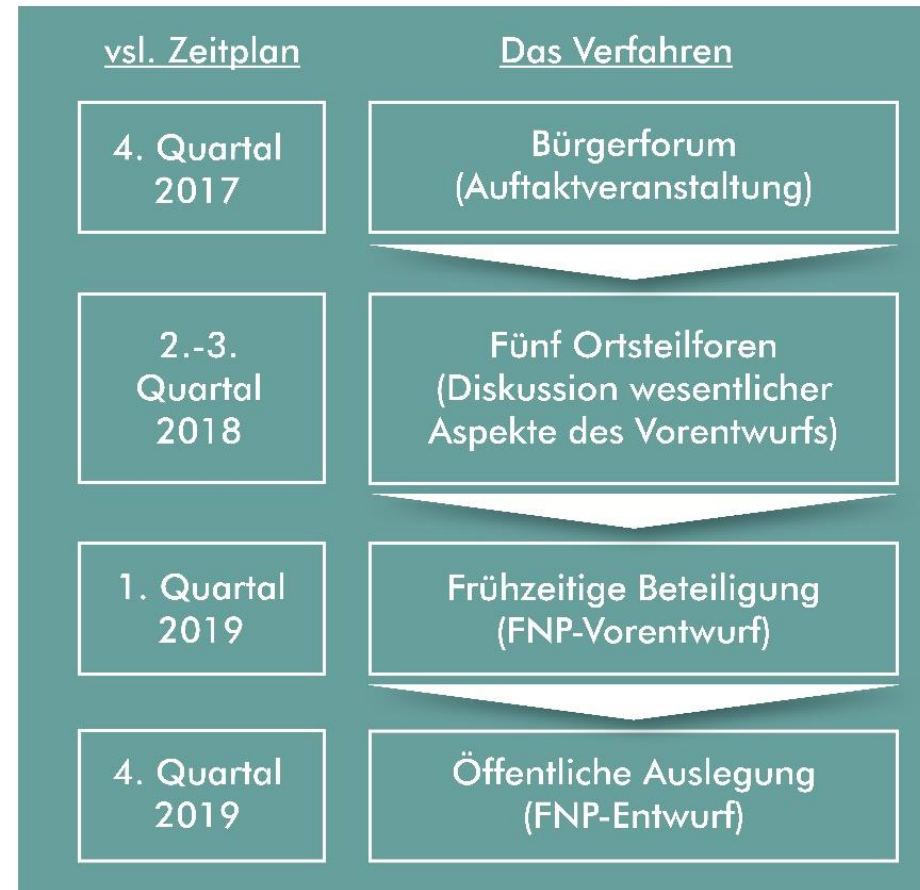 vsl. Zeitplan
Das Verfahren
4. Quartal
2017
Bürgerforum
(Auftaktveranstaltung)
2.-3.
Quartal
2018
Fünf Ortsteilforen
(Diskussion wesentlicher
Aspekte des Vorentwurfs)
1. Quartal
2019
Frühzeitige Beteiligung
(FNP-Vorentwurf)
4. Quartal
2019
Öffentliche Auslegung
(FNP-Entwurf)